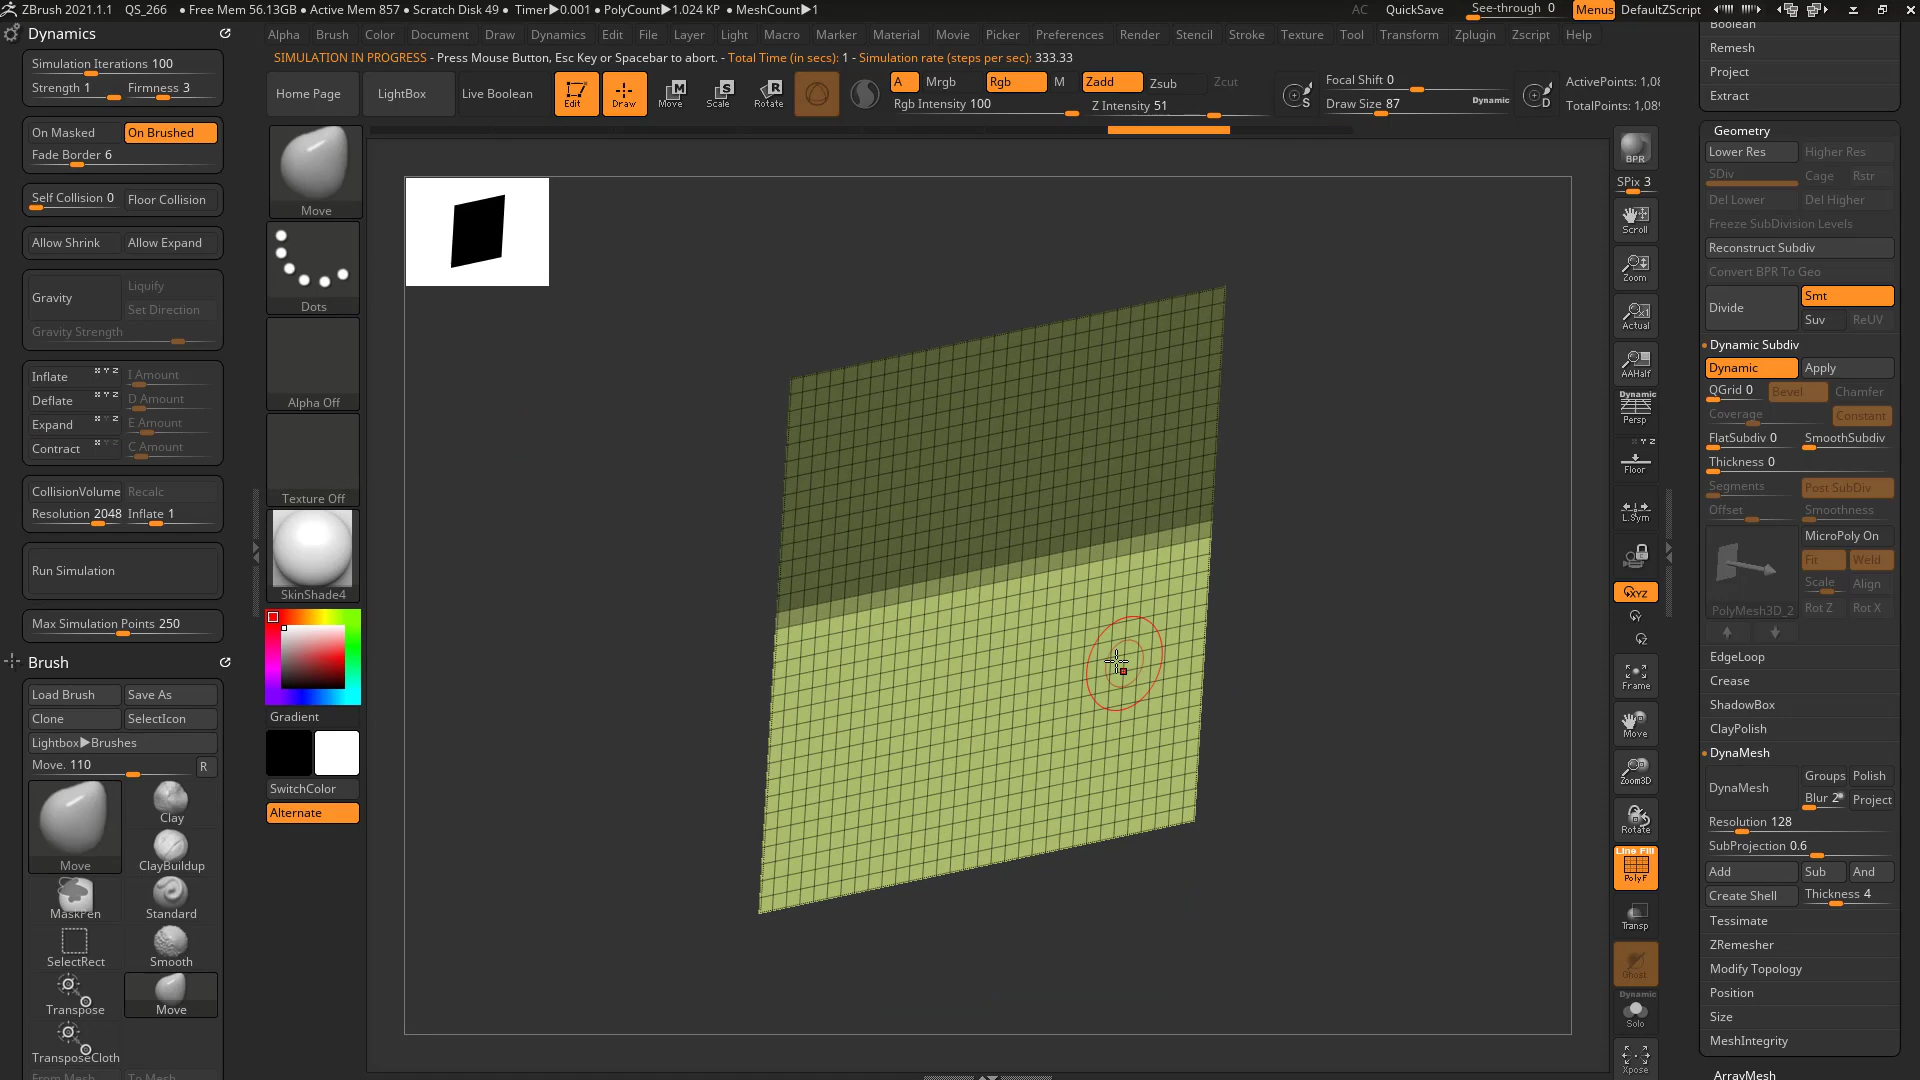 ZBrush 2021.1.1 QS_266 • Free Mem 56.13GB • Active Mem 857 • Scratch Disk 49 • Timer▶0.001 • PolyCount▶1.024 KP • MeshCount▶1 AC QuickSave See-through 0 Menus DefaultZScript
Alpha Brush Color Document Draw Dynamics Edit File Layer Light Macro Marker Material Movie Picker Preferences Render Stencil Stroke Texture Tool Transform Zplugin Zscript Help
SIMULATION IN PROGRESS - Press Mouse Button, Esc Key or Spacebar to abort. - Total Time (in secs): 1 - Simulation rate (steps per sec): 333.33
Home Page LightBox Live Boolean Edit Draw Move Scale Rotate
A Mrgb Rgb M Zadd Zsub Zcut
Rgb Intensity 100 Z Intensity 51
Focal Shift 0
Draw Size 87 Dynamic
S
D
ActivePoints: 1,08
TotalPoints: 1,089
Dynamics
Simulation Iterations 100
Strength 1 Firmness 3
On Masked On Brushed
Fade Border 6
Self Collision 0 Floor Collision
Allow Shrink Allow Expand
Gravity Liquify
Set Direction
Gravity Strength
Inflate X Y Z I Amount
Deflate X Y Z D Amount
Expand X Y Z E Amount
Contract X Y Z C Amount
CollisionVolume Recalc
Resolution 2048 Inflate 1
Run Simulation
Max Simulation Points 250
Brush
Load Brush Save As
Clone SelectIcon
Lightbox▶Brushes
Move. 110 R
Move Clay
ClayBuildup
MaskPen Standard
SelectRect Smooth
Transpose Move
TransposeCloth
From Mesh To Mesh
Move
Dots
Alpha Off
Texture Off
SkinShade4
Gradient
SwitchColor
Alternate
BPR
SPix 3
Scroll
Zoom
Actual
AAHalf
Dynamic
Persp
X Y Z
Floor
L.Sym
XYZ
Frame
Move
Zoom3D
Rotate
Line Fill
PolyF
Transp
Ghost
Dynamic
Solo
Xpose
Boolean
Remesh
Project
Extract
Geometry
Lower Res Higher Res
SDiv Cage Rstr
Del Lower Del Higher
Freeze SubDivision Levels
Reconstruct Subdiv
Convert BPR To Geo
Divide Smt
Suv ReUV
Dynamic Subdiv
Dynamic Apply
QGrid 0 Bevel Chamfer
Coverage Constant
FlatSubdiv 0 SmoothSubdiv
Thickness 0
Segments Post SubDiv
Offset Smoothness
MicroPoly On
Fit Weld
Scale Align
PolyMesh3D_2 Rot Z Rot X
EdgeLoop
Crease
ShadowBox
ClayPolish
DynaMesh
DynaMesh Groups Polish
Blur 2 Project
Resolution 128
SubProjection 0.6
Add Sub And
Create Shell Thickness 4
Tessimate
ZRemesher
Modify Topology
Position
Size
MeshIntegrity
ArrayMesh